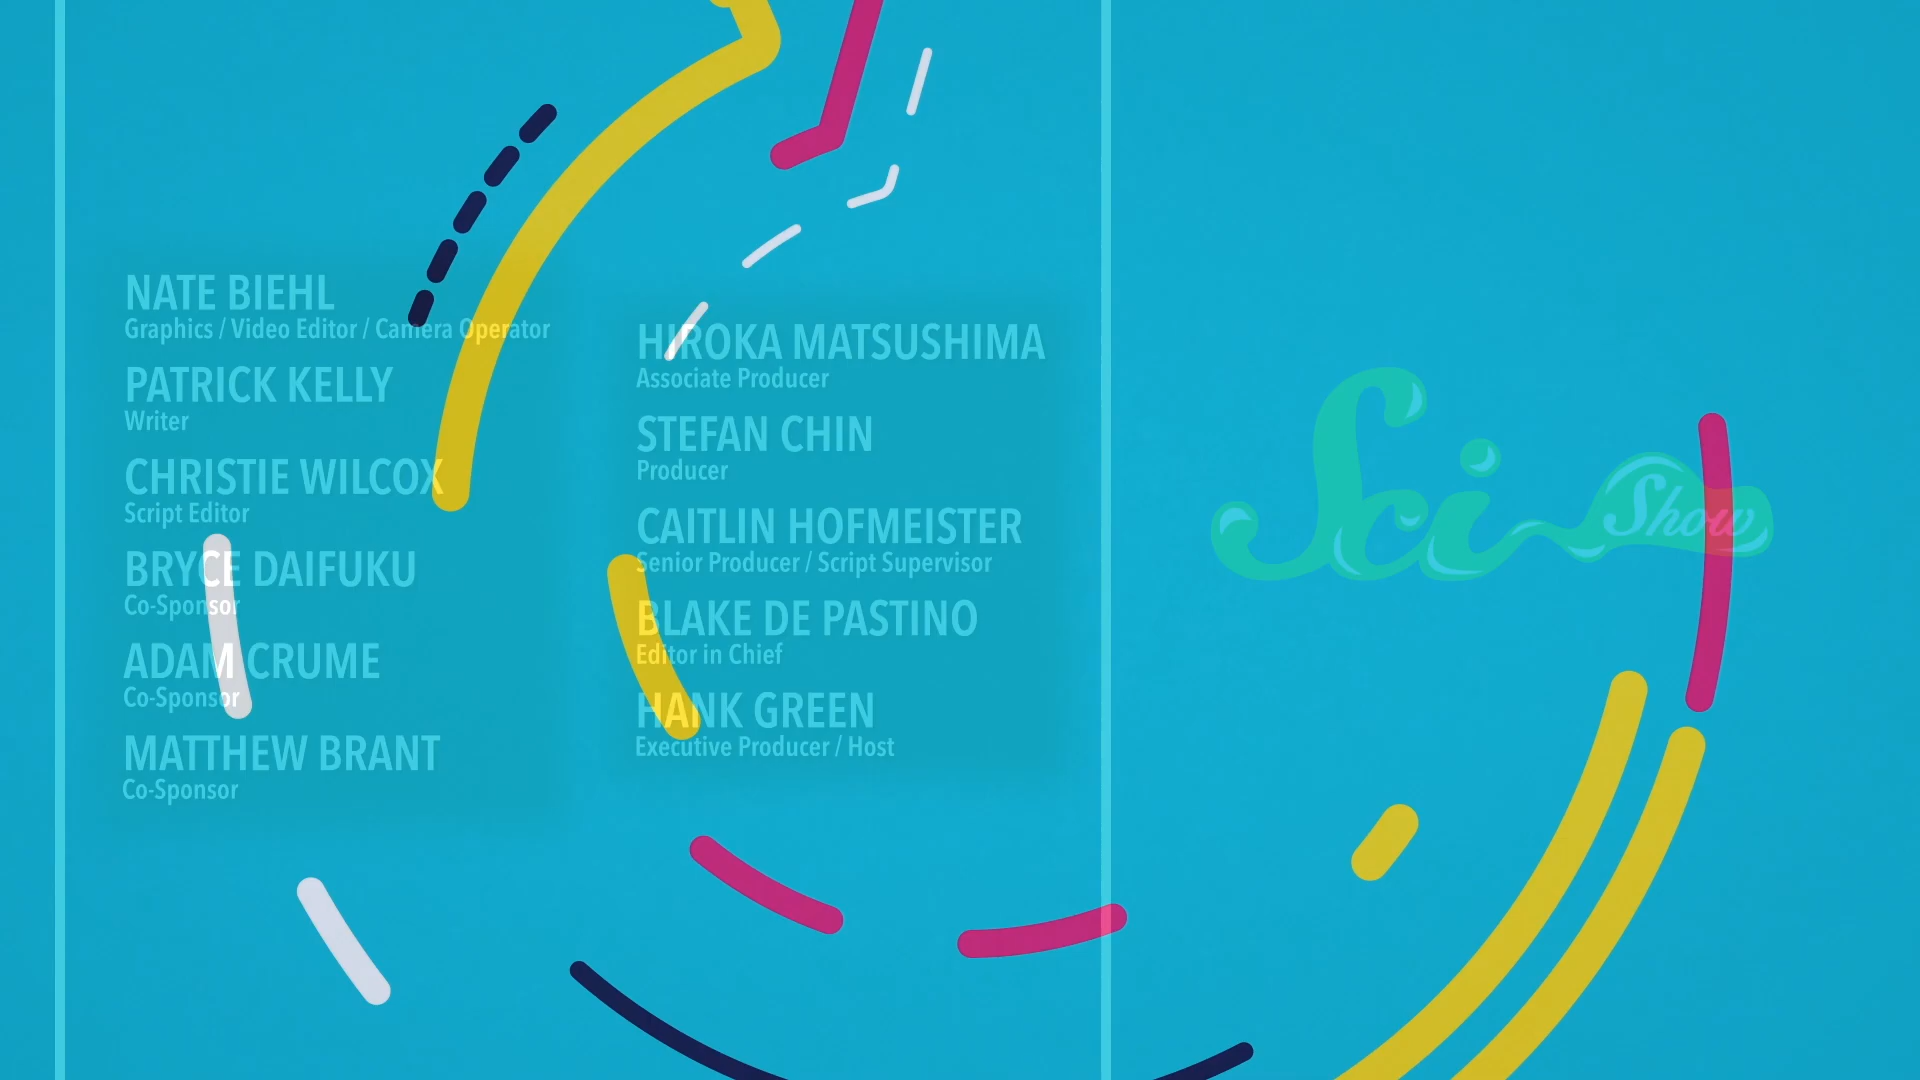 NATE BIEHL
Graphics / Video Editor / Camera Operator
PATRICK KELLY
Writer
CHRISTIE WILCOX
Script Editor
BRYCE DAIFUKU
Co-Sponsor
ADAM CRUME
Co-Sponsor
MATTHEW BRANT
Co-Sponsor
HIROKA MATSUSHIMA
Associate Producer
STEFAN CHIN
Producer
CAITLIN HOFMEISTER
Senior Producer / Script Supervisor
BLAKE DE PASTINO
Editor in Chief
HANK GREEN
Executive Producer / Host
Sci Show